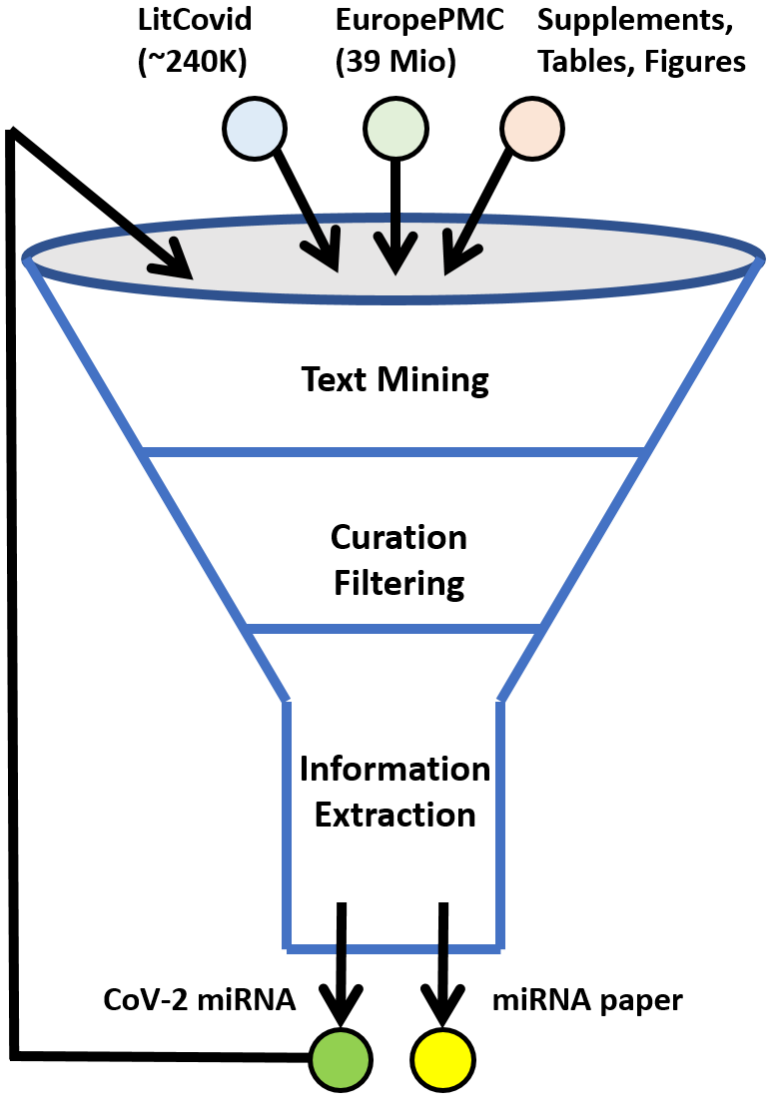 LitCovid
(~240K)
EuropePMC
(39 Mio)
Supplements,
Tables, Figures
Text Mining
Curation
Filtering
Information
Extraction
CoV-2 miRNA
miRNA paper